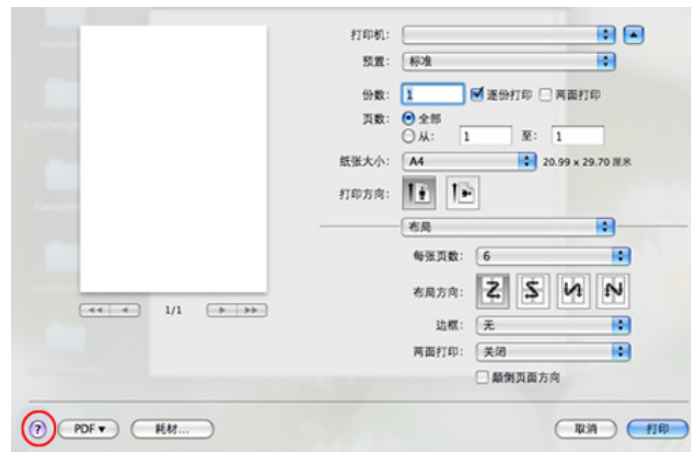 打印机:
预置: 标准
份数: 1 逐份打印 两面打印
页数: 全部
从: 1 至: 1
纸张大小: A4 20.99 x 29.70 厘米
打印方向:
布局
每张页数: 6
布局方向:
边框: 无
两面打印: 关闭
颠倒页面方向
1/1
? PDF▼ 耗材... 取消 打印